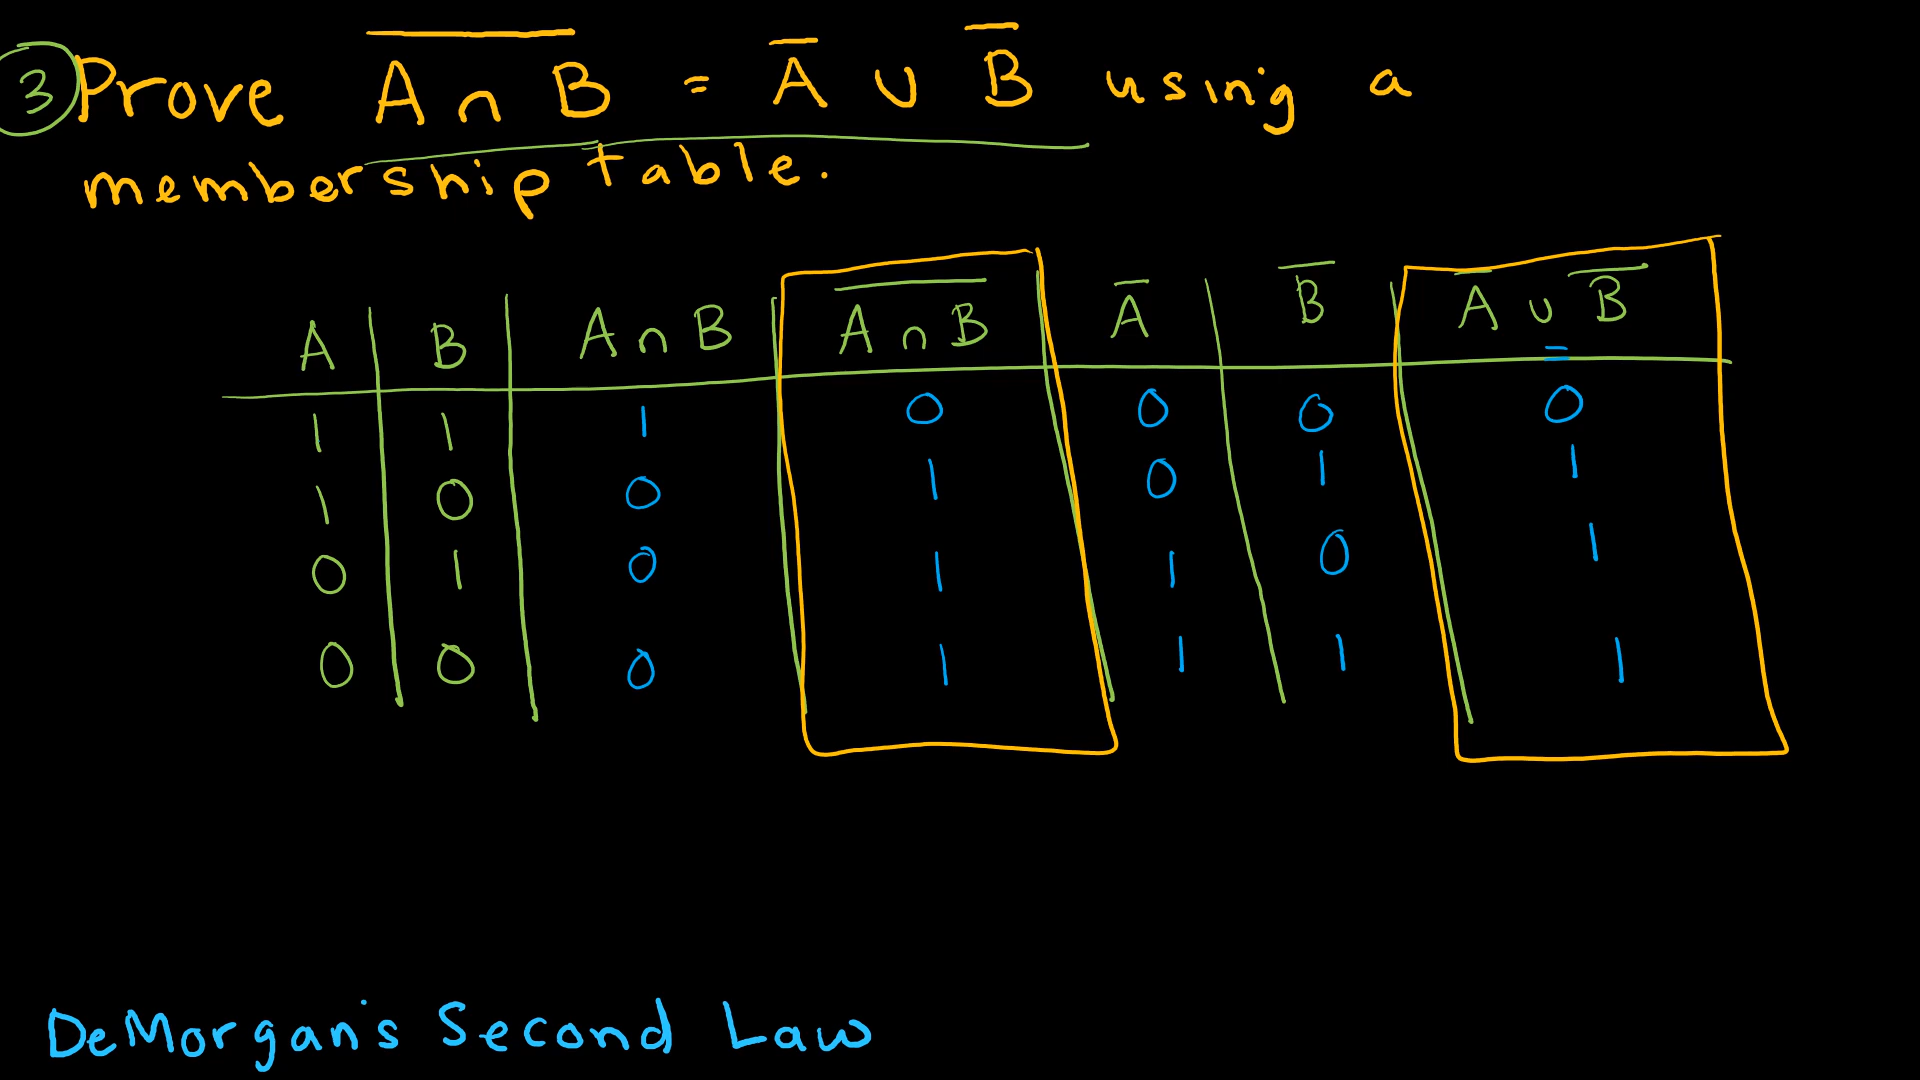 ③ Prove A̅ ̅∩̅ ̅B̅ = A̅ ∪ B̅ using a
membership table.
A B A ∩ B A̅ ̅∩̅ ̅B̅ A̅ B̅ A̅ ∪ B̅
1 1 1 0 0 0 0
1 0 0 1 0 1 1
0 1 0 1 1 0 1
0 0 0 1 1 1 1
DeMorgan's Second Law